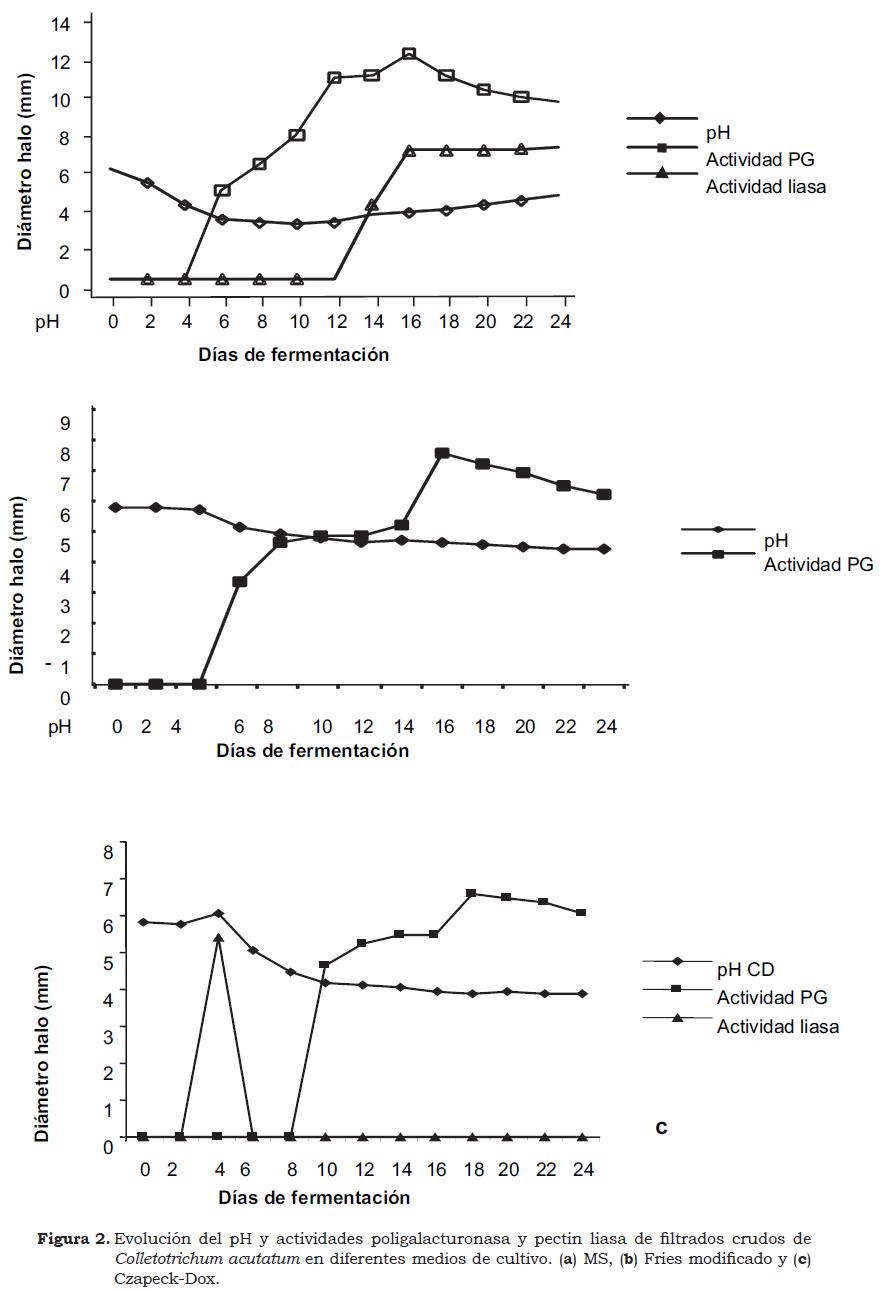 14
12
10
8
6
4
2
0
Diámetro halo (mm)
pH 0 2 4 6 8 10 12 14 16 18 20 22 24
Días de fermentación
pH
Actividad PG
Actividad liasa
9
8
7
6
5
4
3
2
- 1
0
Diámetro halo (mm)
pH 0 2 4 6 8 10 12 14 16 18 20 22 24
Días de fermentación
pH
Actividad PG
8
7
6
5
4
3
2
1
0
Diámetro halo (mm)
0 2 4 6 8 10 12 14 16 18 20 22 24
Días de fermentación
pH CD
Actividad PG
Actividad liasa
c
Figura 2. Evolución del pH y actividades poligalacturonasa y pectin liasa de filtrados crudos de
Colletotrichum acutatum en diferentes medios de cultivo. (a) MS, (b) Fries modificado y (c)
Czapeck-Dox.